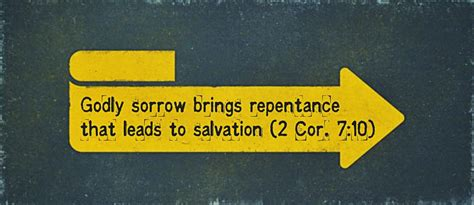 Godly sorrow brings repentance
that leads to salvation (2 Cor. 7:10)